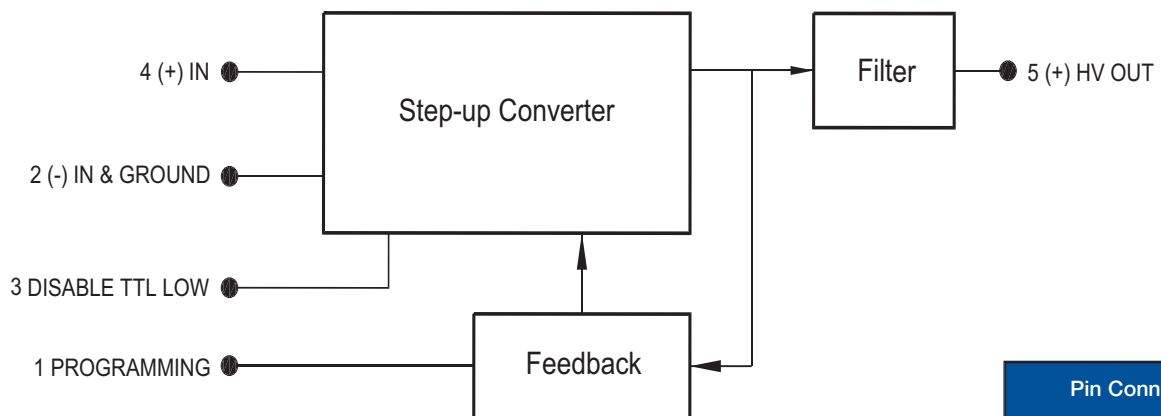 4 (+) IN
Step-up Converter
Filter
5 (+) HV OUT
2 (-) IN & GROUND
3 DISABLE TTL LOW
1 PROGRAMMING
Feedback
Pin Conn